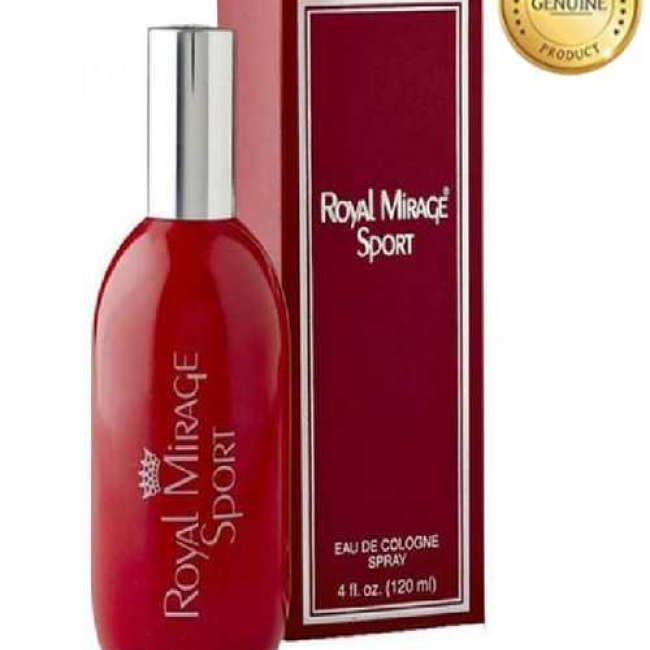 GENUINE
PRODUCT
ROYAL MIRAGE®
SPORT
EAU DE COLOGNE
SPRAY
4 fl. oz. (120 ml)
ROYAL MIRAGE
SPORT